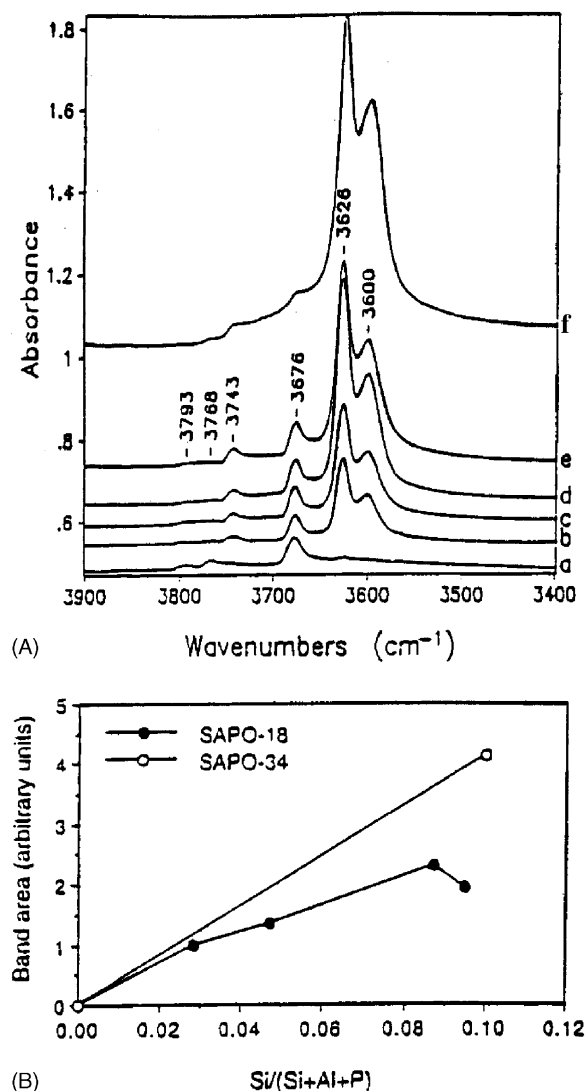 1.8
1.6
1.4
1.2
1
.8
.6
Absorbance
3793
3768
3743
3676
3626
3600
f
e
d
c
b
a
3900 3800 3700 3600 3500 3400
(A) Wavenumbers (cm⁻¹)
5
4
3
2
1
0
Band area (arbitrary units)
SAPO-18
SAPO-34
0.00 0.02 0.04 0.06 0.08 0.10 0.12
(B) Si/(Si+Al+P)